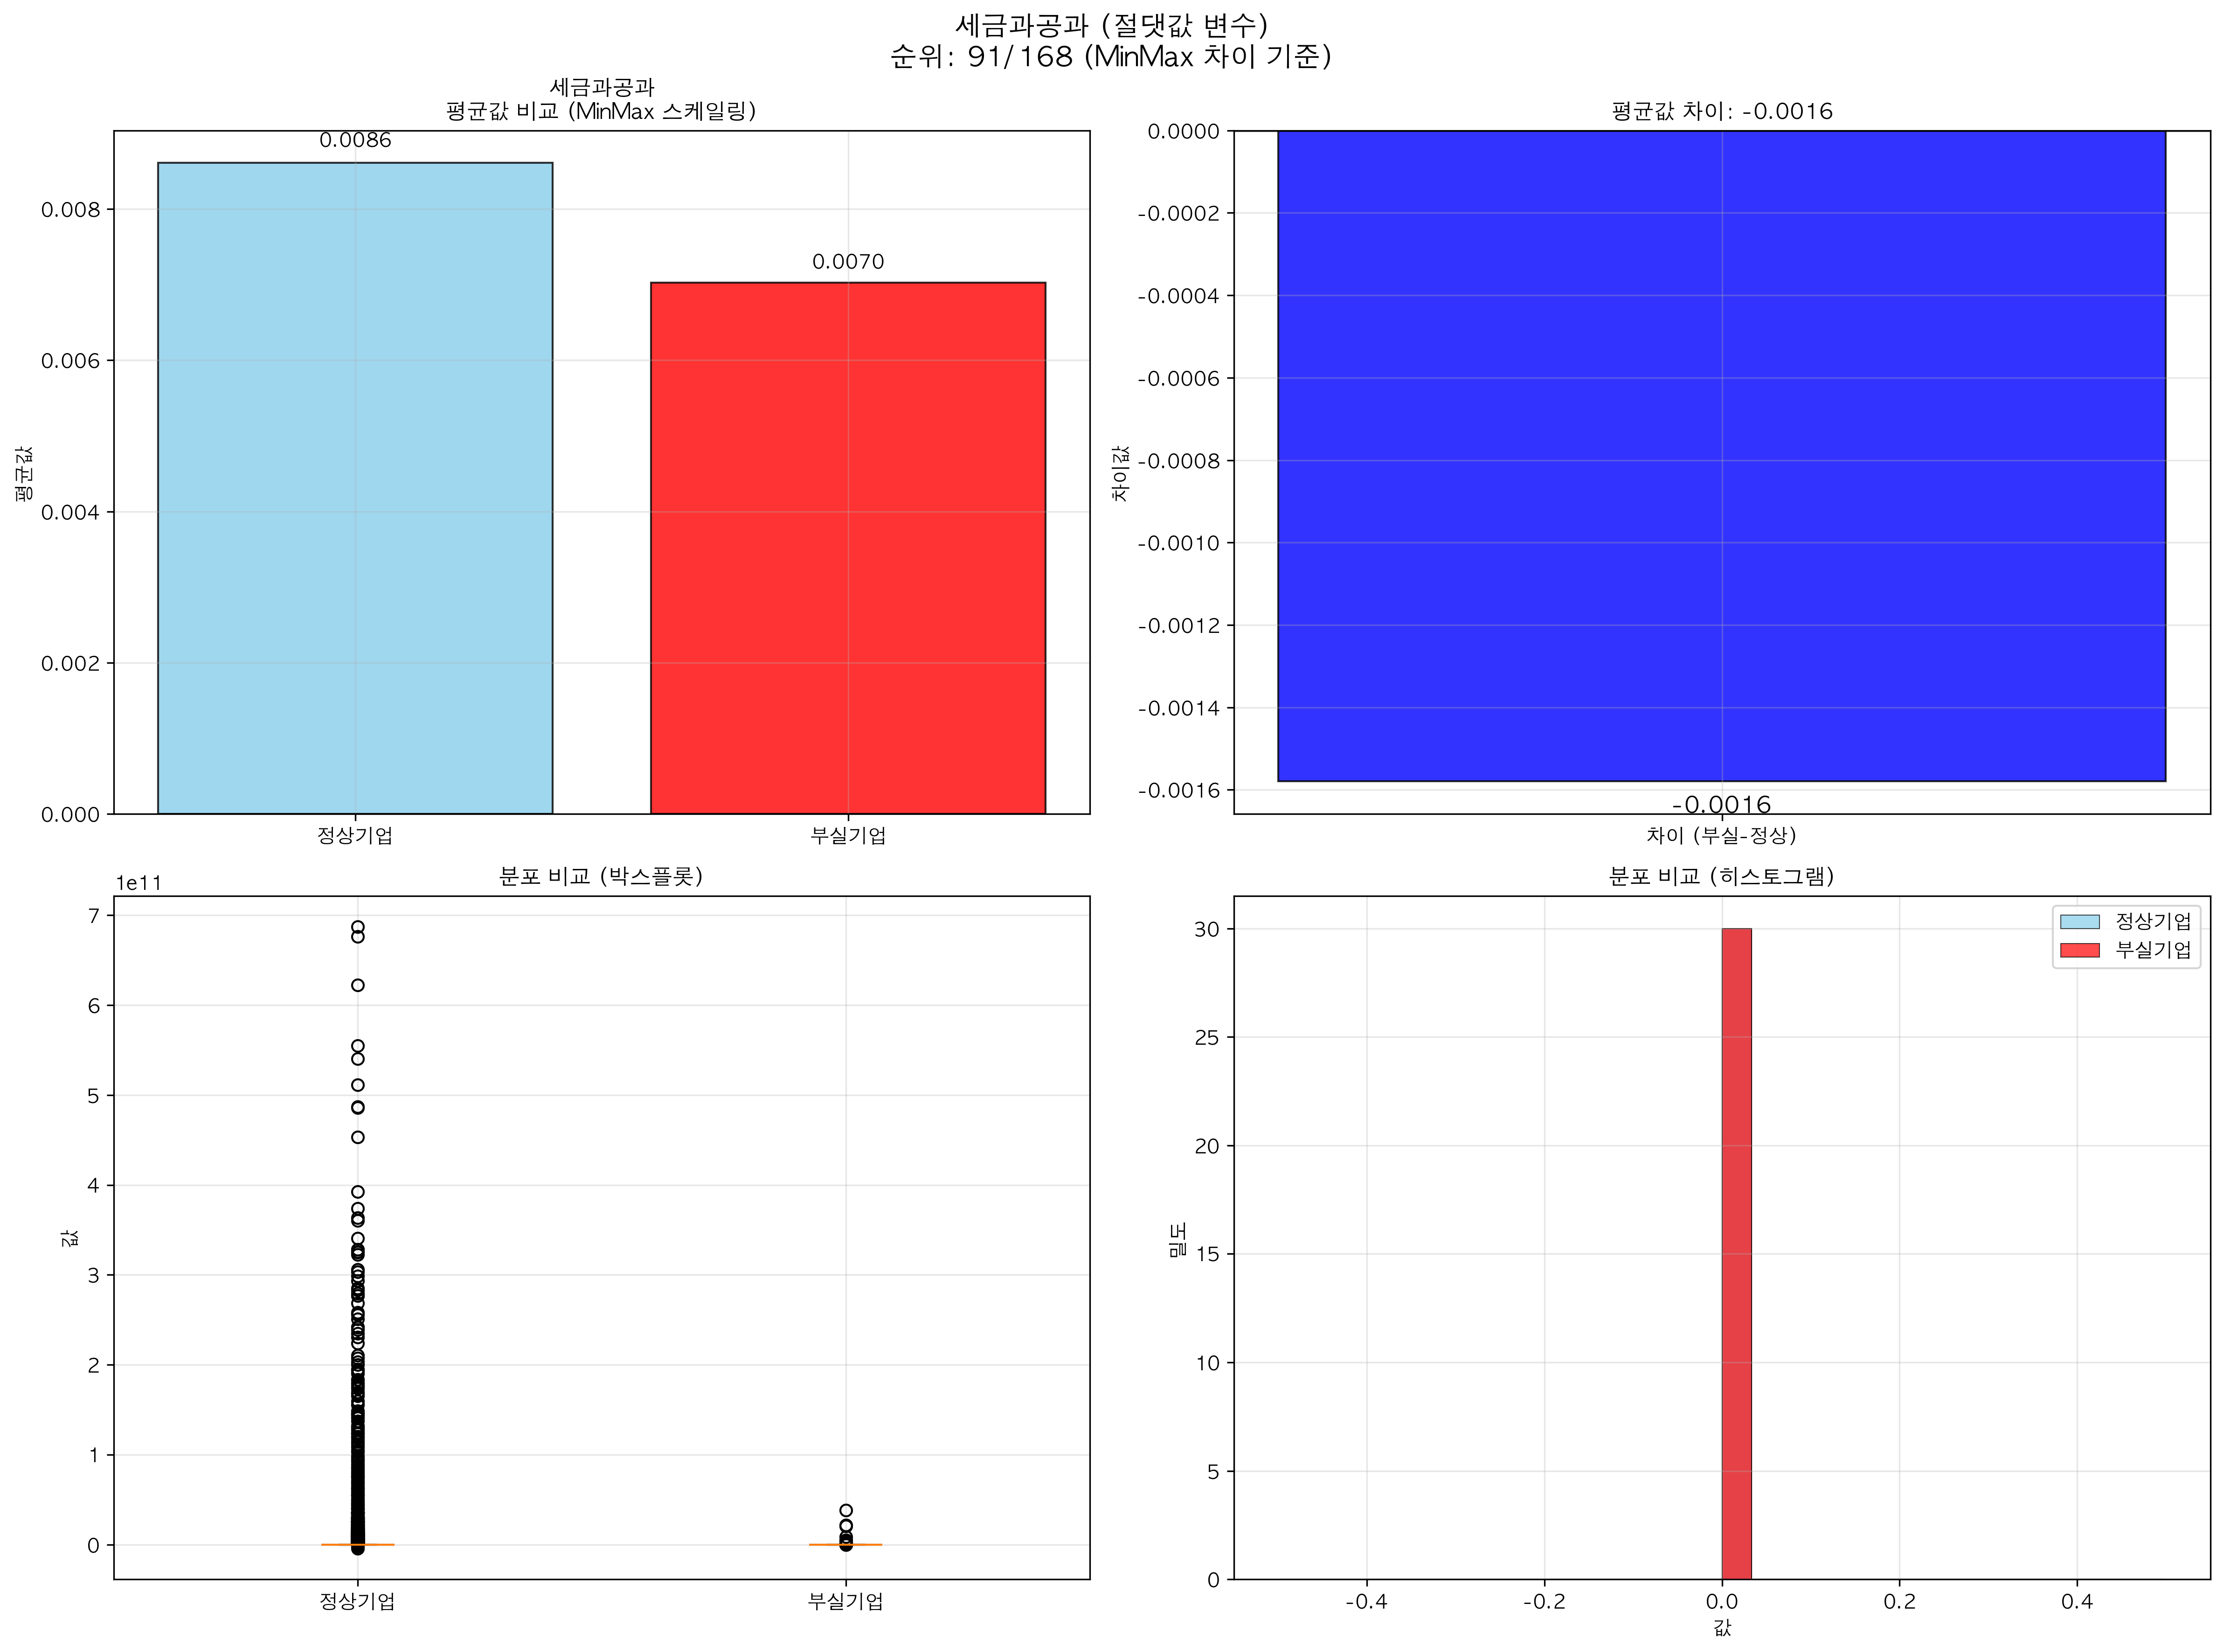 세금과공과 (절댓값 변수)
순위: 91/168 (MinMax 차이 기준)
세금과공과
평균값 비교 (MinMax 스케일링)
평균값
0.008
0.006
0.004
0.002
0.000
0.0086
0.0070
정상기업
부실기업
평균값 차이: -0.0016
차이값
0.0000
-0.0002
-0.0004
-0.0006
-0.0008
-0.0010
-0.0012
-0.0014
-0.0016
-0.0016
차이 (부실-정상)
분포 비교 (박스플롯)
1e11
값
7
6
5
4
3
2
1
0
정상기업
부실기업
분포 비교 (히스토그램)
정상기업
부실기업
밀도
30
25
20
15
10
5
0
-0.4
-0.2
0.0
0.2
0.4
값